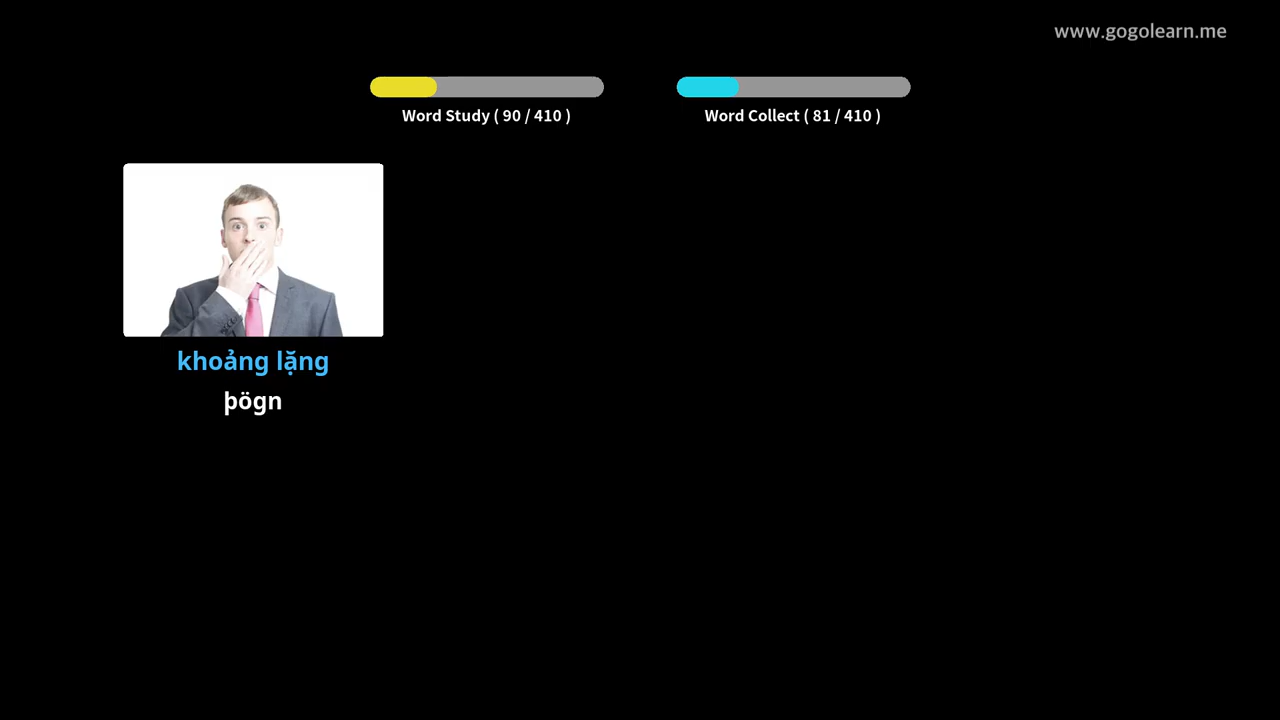 www.gogolearn.me
Word Study ( 90 / 410 )
Word Collect ( 81 / 410 )
khoảng lặng
þögn